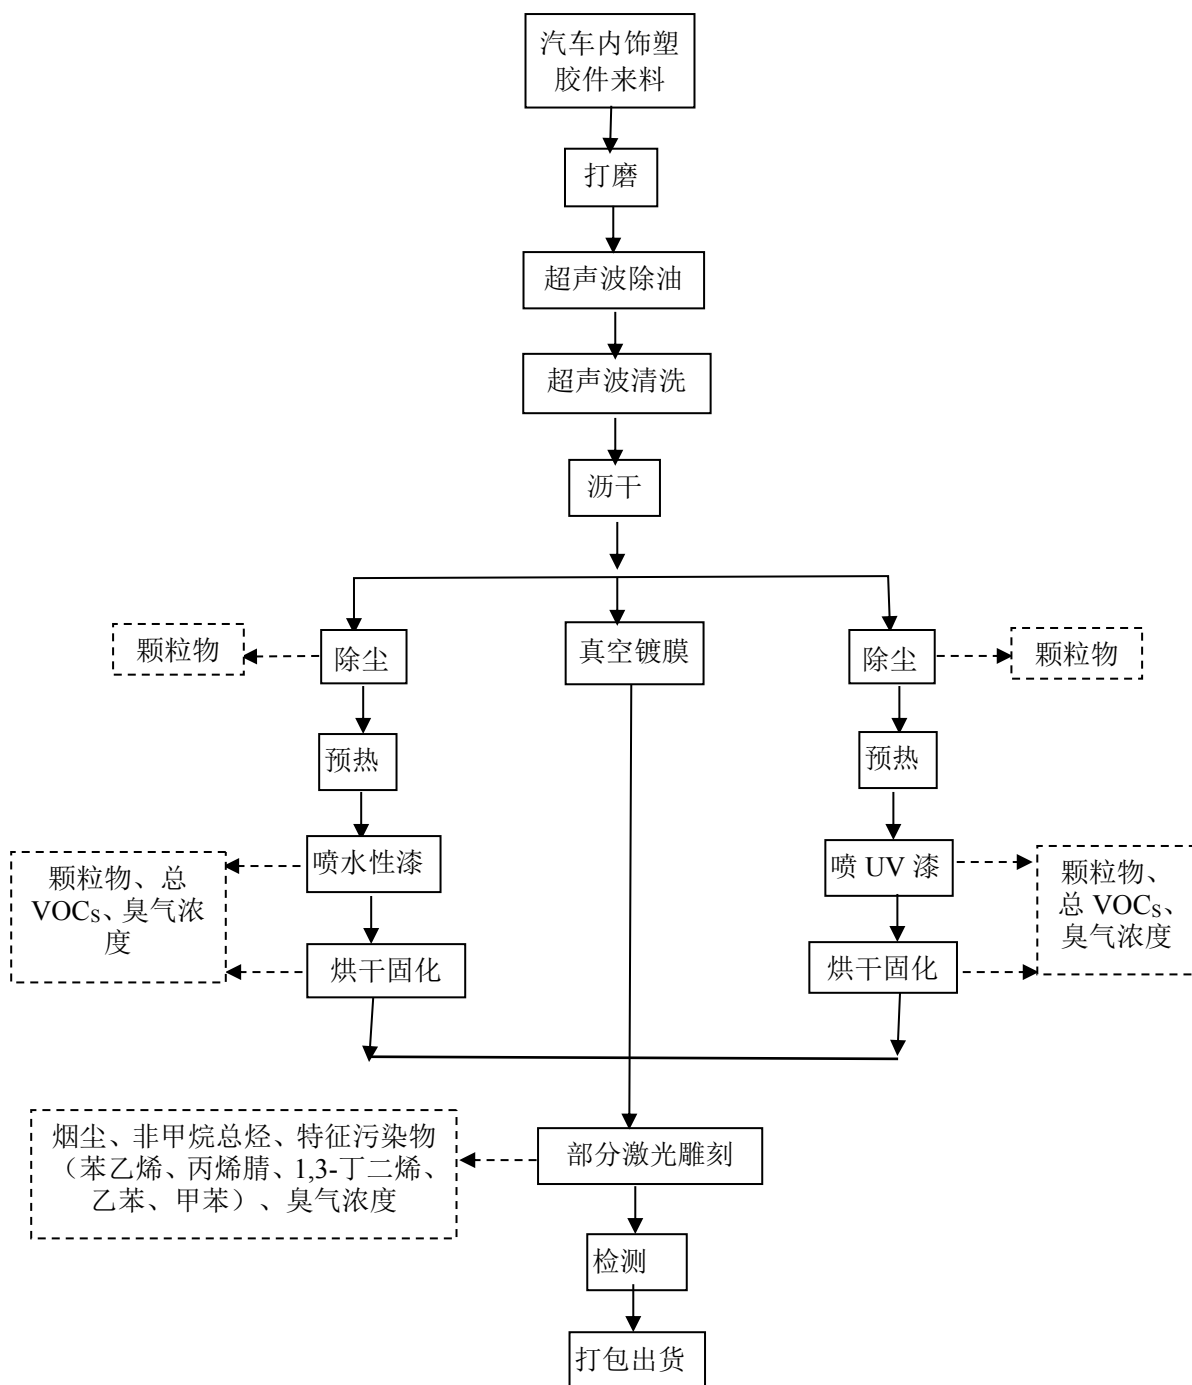 汽车内饰塑
胶件来料
打磨
超声波除油
超声波清洗
沥干
颗粒物
除尘
真空镀膜
除尘
颗粒物
预热
预热
喷水性漆
喷 UV 漆
颗粒物、总
VOCs、臭气浓
度
颗粒物、
总 VOCs、
臭气浓度
烘干固化
烘干固化
烟尘、非甲烷总烃、特征污染物
（苯乙烯、丙烯腈、1,3-丁二烯、
乙苯、甲苯）、臭气浓度
部分激光雕刻
检测
打包出货